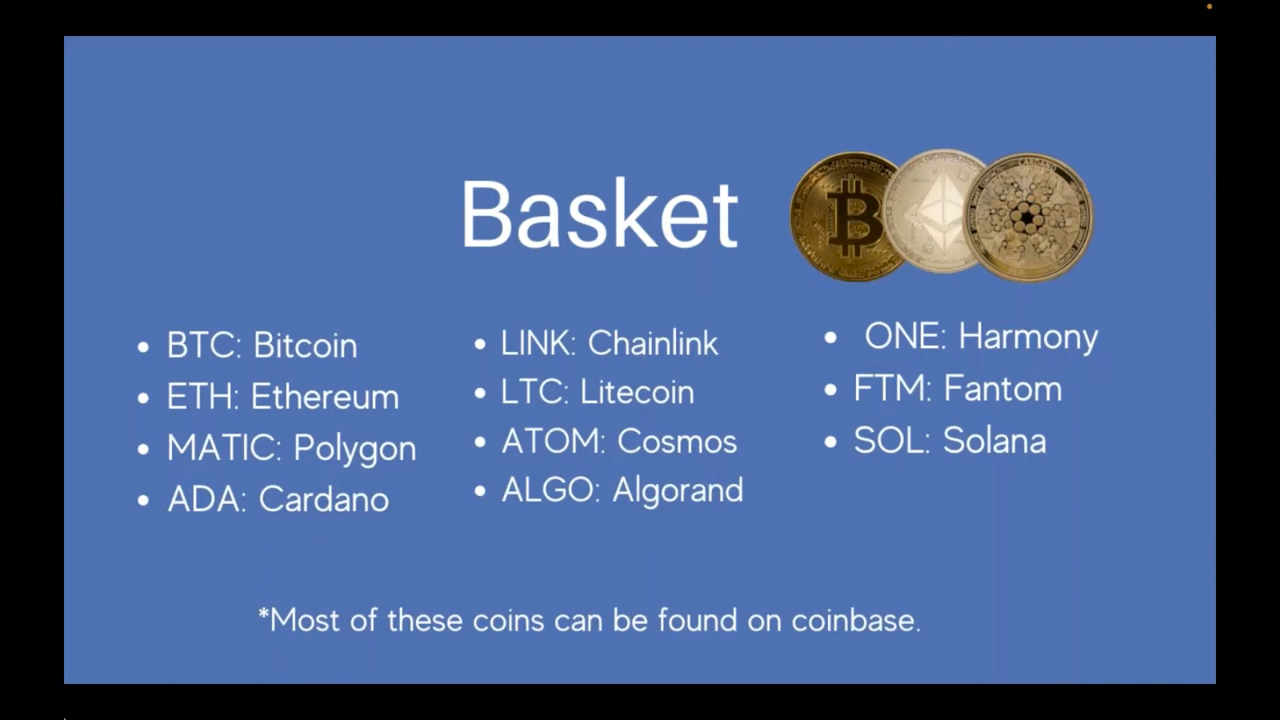 Basket
• BTC: Bitcoin
• ETH: Ethereum
• MATIC: Polygon
• ADA: Cardano
• LINK: Chainlink
• LTC: Litecoin
• ATOM: Cosmos
• ALGO: Algorand
• ONE: Harmony
• FTM: Fantom
• SOL: Solana
*Most of these coins can be found on coinbase.